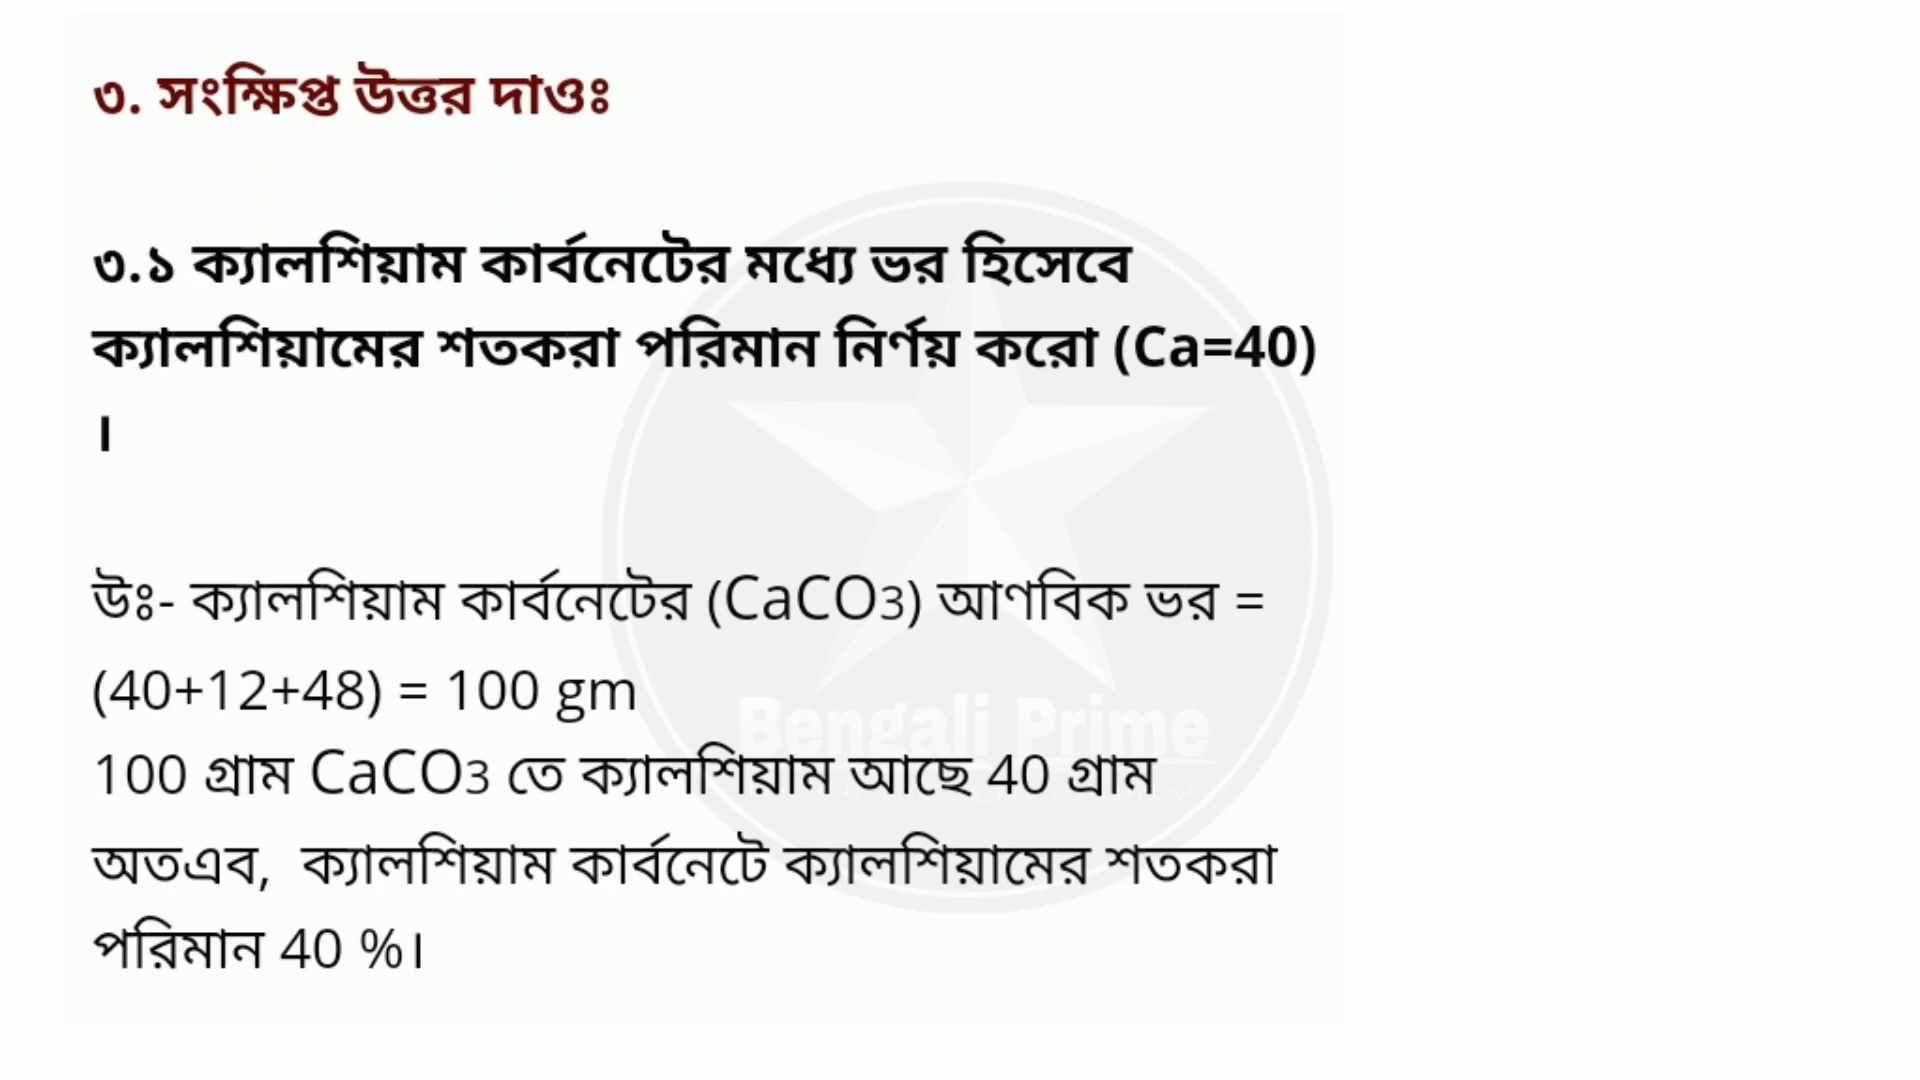 ৩. সংক্ষিপ্ত উত্তর দাওঃ
৩.১ ক্যালশিয়াম কার্বনেটের মধ্যে ভর হিসেবে
ক্যালশিয়ামের শতকরা পরিমান নির্ণয় করো (Ca=40)
।
উঃ- ক্যালশিয়াম কার্বনেটের (CaCO3) আণবিক ভর =
(40+12+48) = 100 gm
Bengali Prime
100 গ্রাম CaCO3 তে ক্যালশিয়াম আছে 40 গ্রাম
অতএব, ক্যালশিয়াম কার্বনেটে ক্যালশিয়ামের শতকরা
পরিমান 40 %।